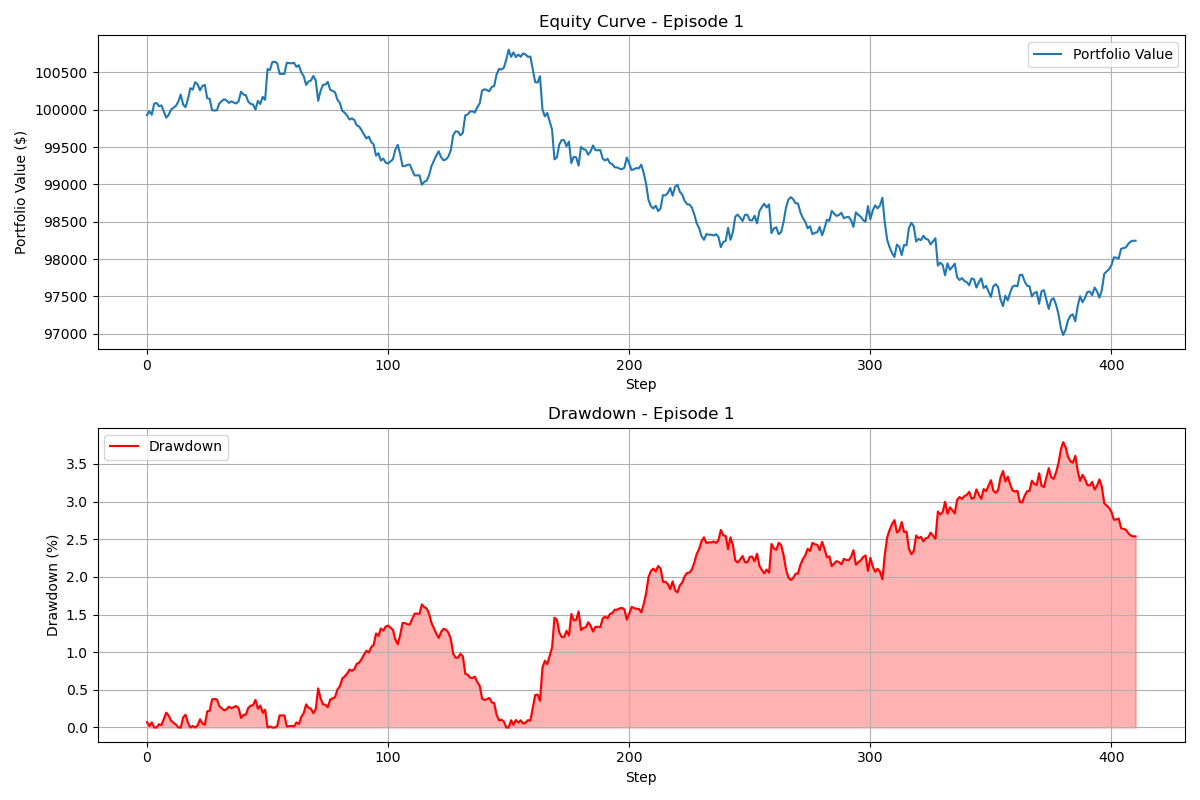 Equity Curve - Episode 1
Portfolio Value ($)
100500
100000
99500
99000
98500
98000
97500
97000
Portfolio Value
0 100 200 300 400
Step
Drawdown - Episode 1
Drawdown (%)
3.5
3.0
2.5
2.0
1.5
1.0
0.5
0.0
Drawdown
0 100 200 300 400
Step